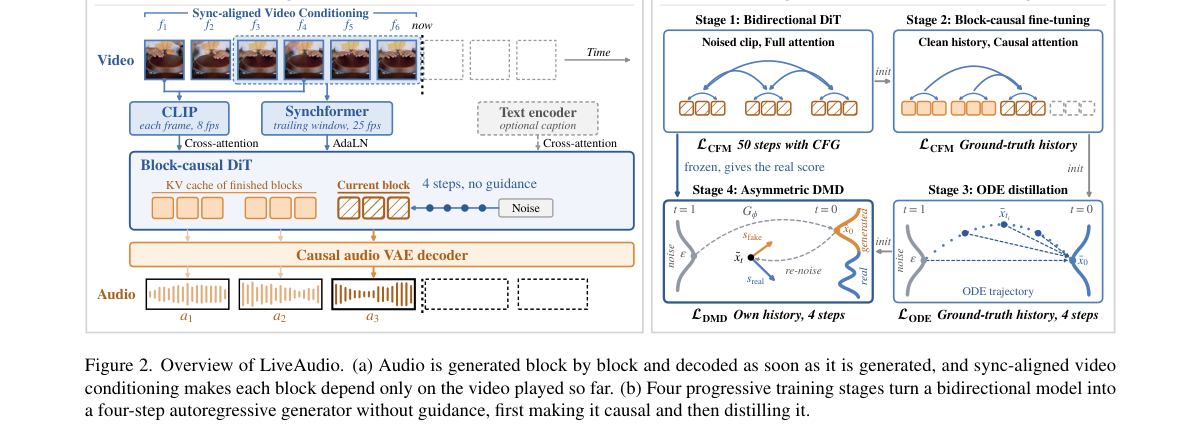 Sync-aligned Video Conditioning
f1 f2 f3 f4 f5 f6 now
Video
Time
CLIP
each frame, 8 fps
Synchformer
trailing window, 25 fps
Text encoder
optional caption
Cross-attention
AdaLN
Cross-attention
Block-causal DiT
KV cache of finished blocks
Current block
4 steps, no guidance
Noise
Causal audio VAE decoder
Audio
a1 a2 a3
Stage 1: Bidirectional DiT
Noised clip, Full attention
ℒCFM 50 steps with CFG
init
Stage 2: Block-causal fine-tuning
Clean history, Causal attention
ℒCFM Ground-truth history
frozen, gives the real score
init
Stage 4: Asymmetric DMD
t = 1
Gϕ
t = 0
noise
ε
sfake
x̄t
sreal
re-noise
x̄0
generated
real
ℒDMD Own history, 4 steps
init
Stage 3: ODE distillation
t = 1
x̄ti
t = 0
noise
ε
x̄0
ODE trajectory
ℒODE Ground-truth history, 4 steps
Figure 2. Overview of LiveAudio. (a) Audio is generated block by block and decoded as soon as it is generated, and sync-aligned video
conditioning makes each block depend only on the video played so far. (b) Four progressive training stages turn a bidirectional model into
a four-step autoregressive generator without guidance, first making it causal and then distilling it.